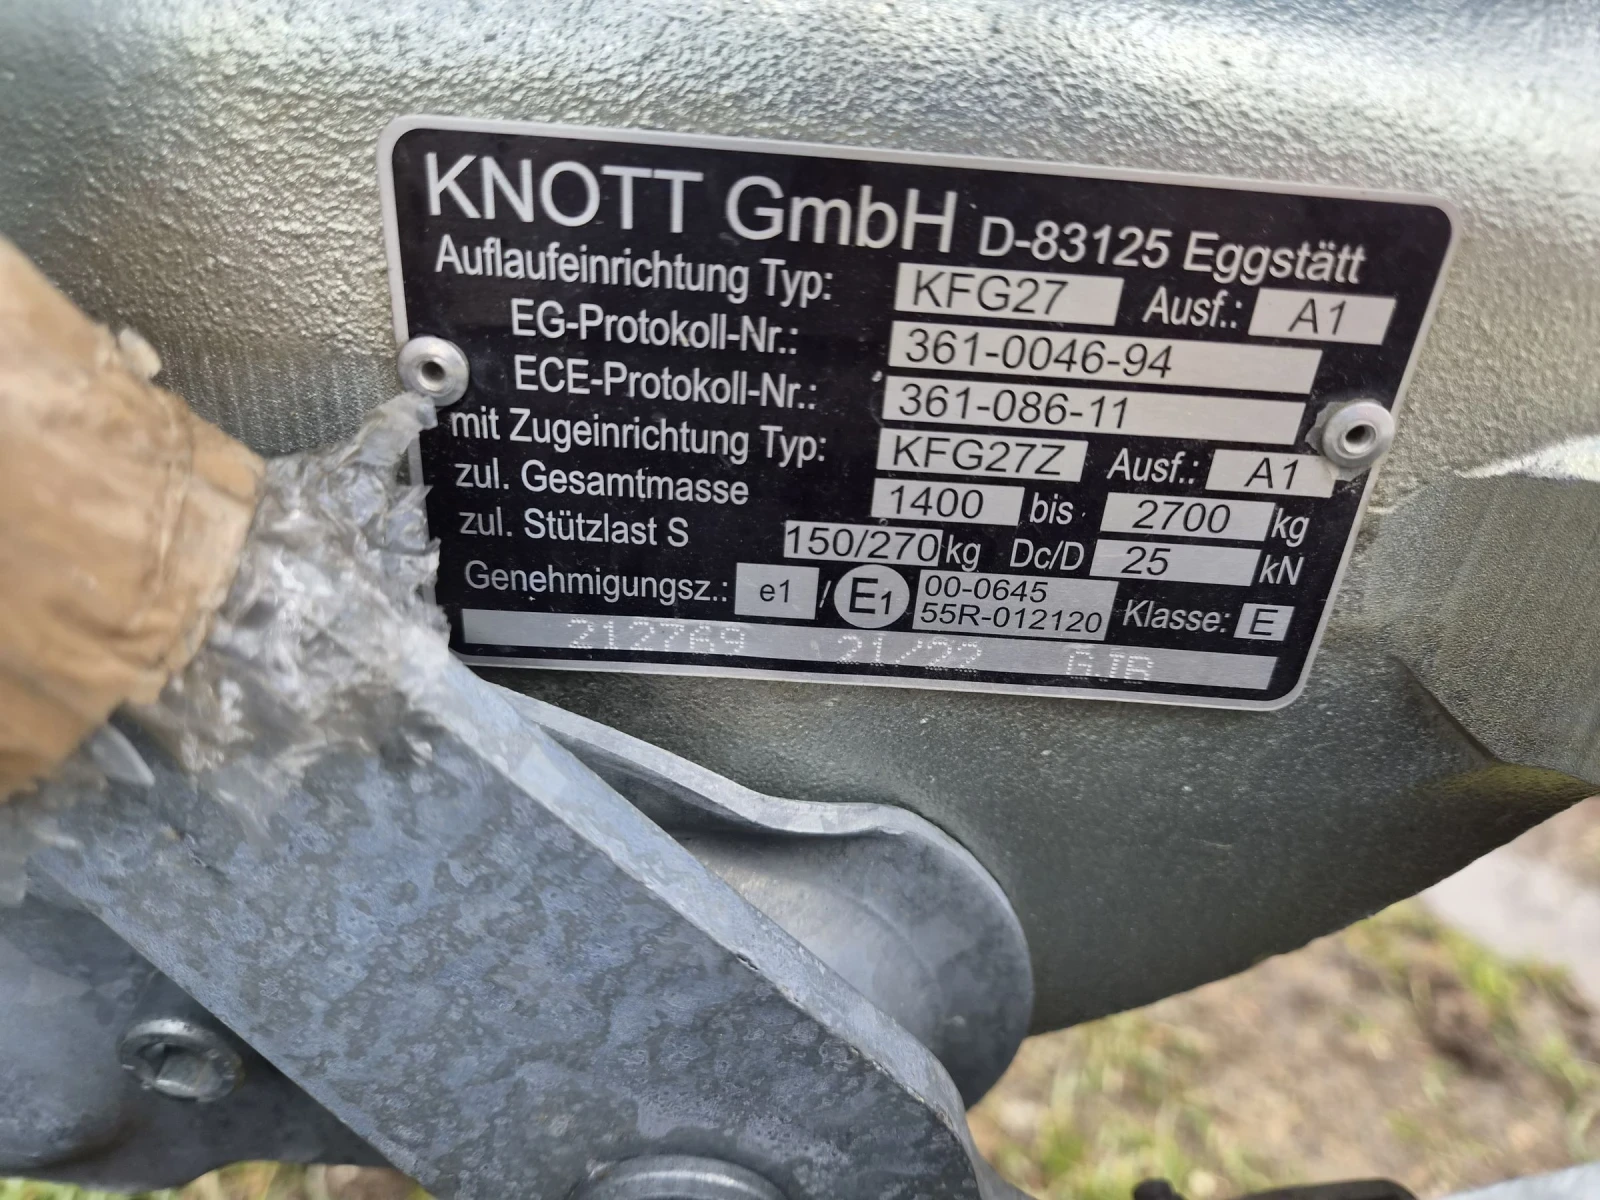 KNOTT GmbH D-83125 Eggstätt
Auflaufeinrichtung Typ: KFG27 Ausf.: A1
EG-Protokoll-Nr.: 361-0046-94
ECE-Protokoll-Nr.: 361-086-11
mit Zugeinrichtung Typ: KFG27Z Ausf.: A1
zul. Gesamtmasse 1400 bis 2700 kg
zul. Stützlast S 150/270 kg Dc/D 25 kN
Genehmigungsz.: e1 / E1 00-0645
55R-012120 Klasse: E
212769 21/22 GJB